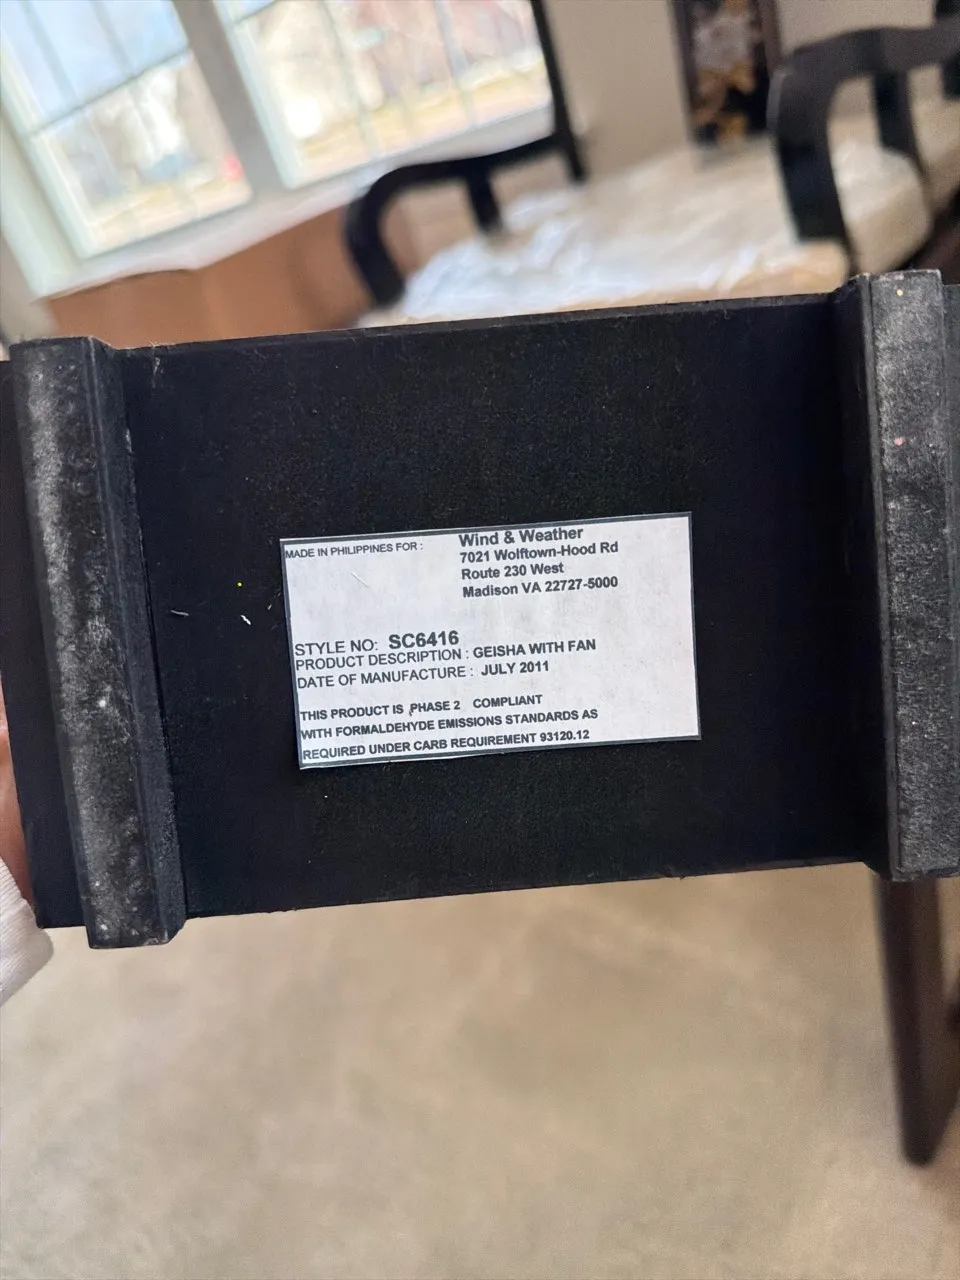 MADE IN PHILIPPINES FOR :
Wind & Weather
7021 Wolftown-Hood Rd
Route 230 West
Madison VA 22727-5000
STYLE NO: SC6416
PRODUCT DESCRIPTION : GEISHA WITH FAN
DATE OF MANUFACTURE : JULY 2011
THIS PRODUCT IS PHASE 2 COMPLIANT
WITH FORMALDEHYDE EMISSIONS STANDARDS AS
REQUIRED UNDER CARB REQUIREMENT 93120.12